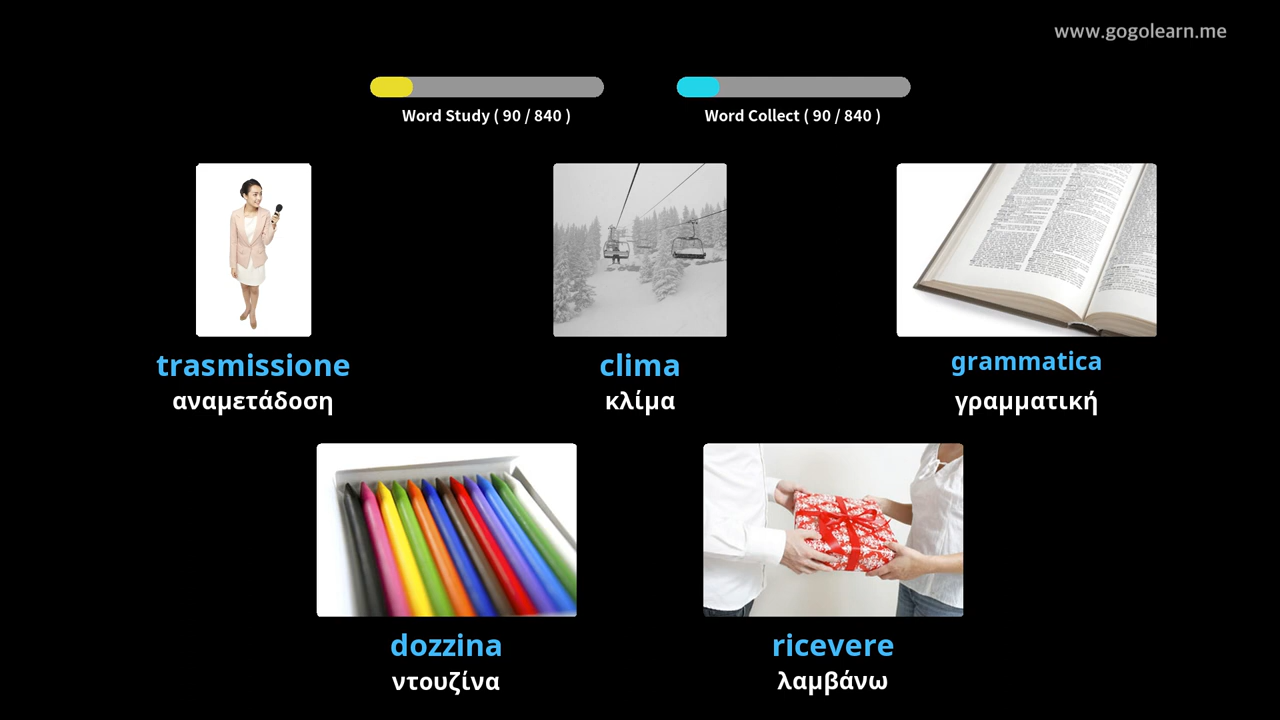 www.gogolearn.me
Word Study ( 90 / 840 )
Word Collect ( 90 / 840 )
trasmissione
αναμετάδοση
clima
κλίμα
grammatica
γραμματική
dozzina
ντουζίνα
ricevere
λαμβάνω